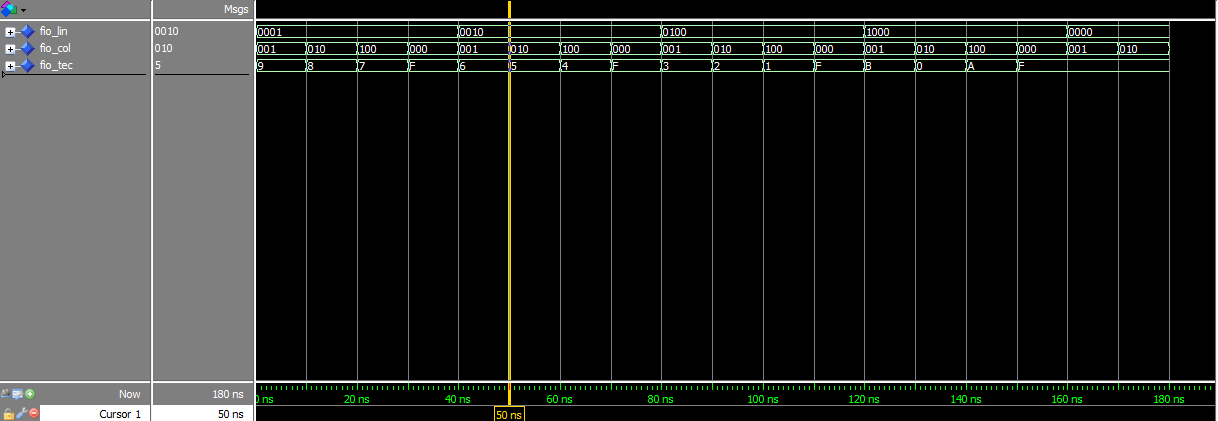 Msgs
fio_lin 0010 0001 0010 0100 1000 0000
fio_col 010 001 010 100 000 001 010 100 000 001 010 100 000 001 010 100 000 001 010
fio_tec 5 9 8 7 F 6 5 4 F 3 2 1 F B 0 A F
Now 180 ns 0 ns 20 ns 40 ns 60 ns 80 ns 100 ns 120 ns 140 ns 160 ns 180 ns
Cursor 1 50 ns 50 ns